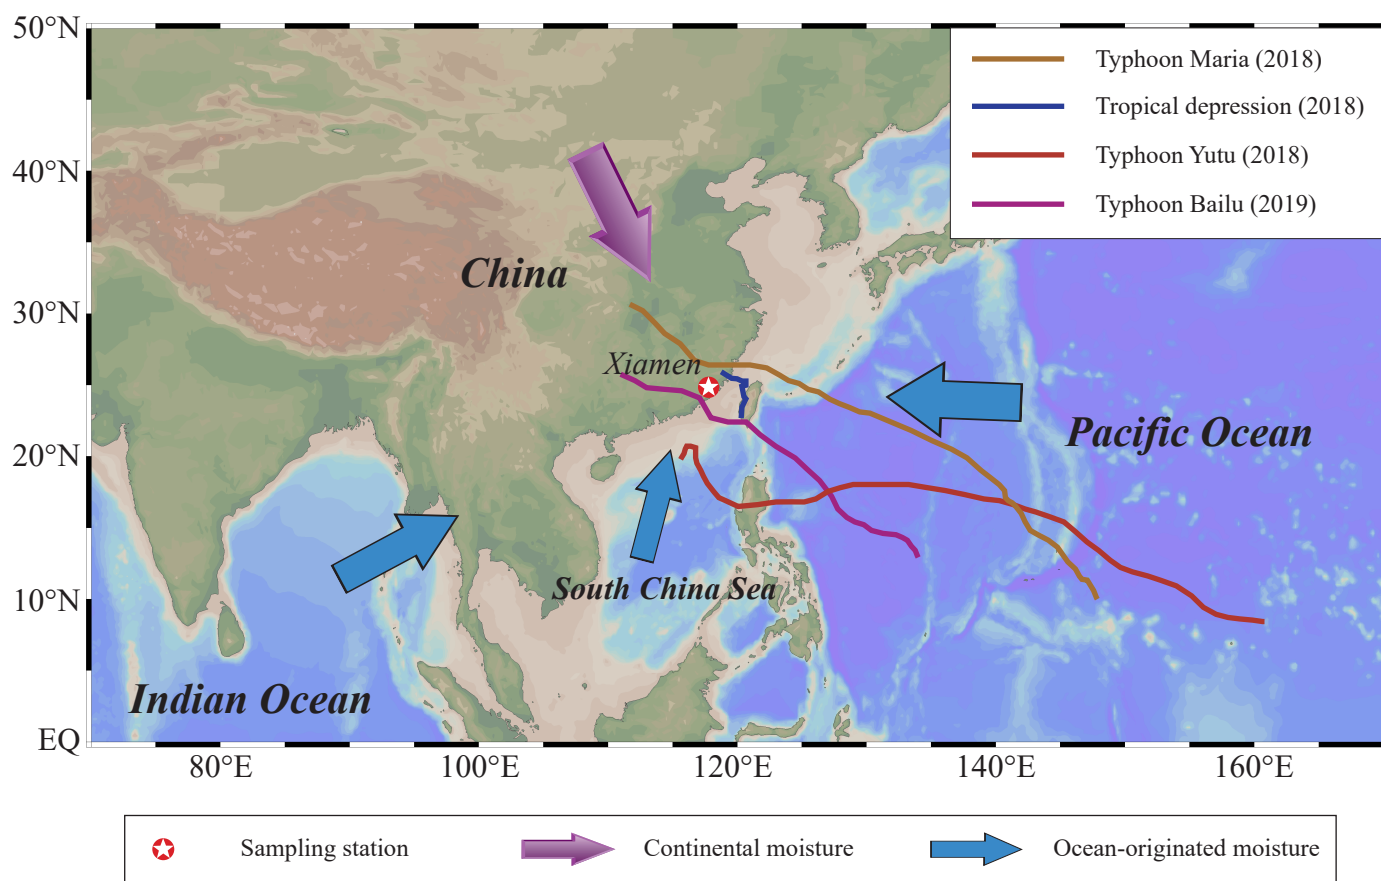 50°N
40°N
30°N
20°N
10°N
EQ
Typhoon Maria (2018)
Tropical depression (2018)
Typhoon Yutu (2018)
Typhoon Bailu (2019)
China
Xiamen
Pacific Ocean
South China Sea
Indian Ocean
80°E 100°E 120°E 140°E 160°E
Sampling station Continental moisture Ocean-originated moisture